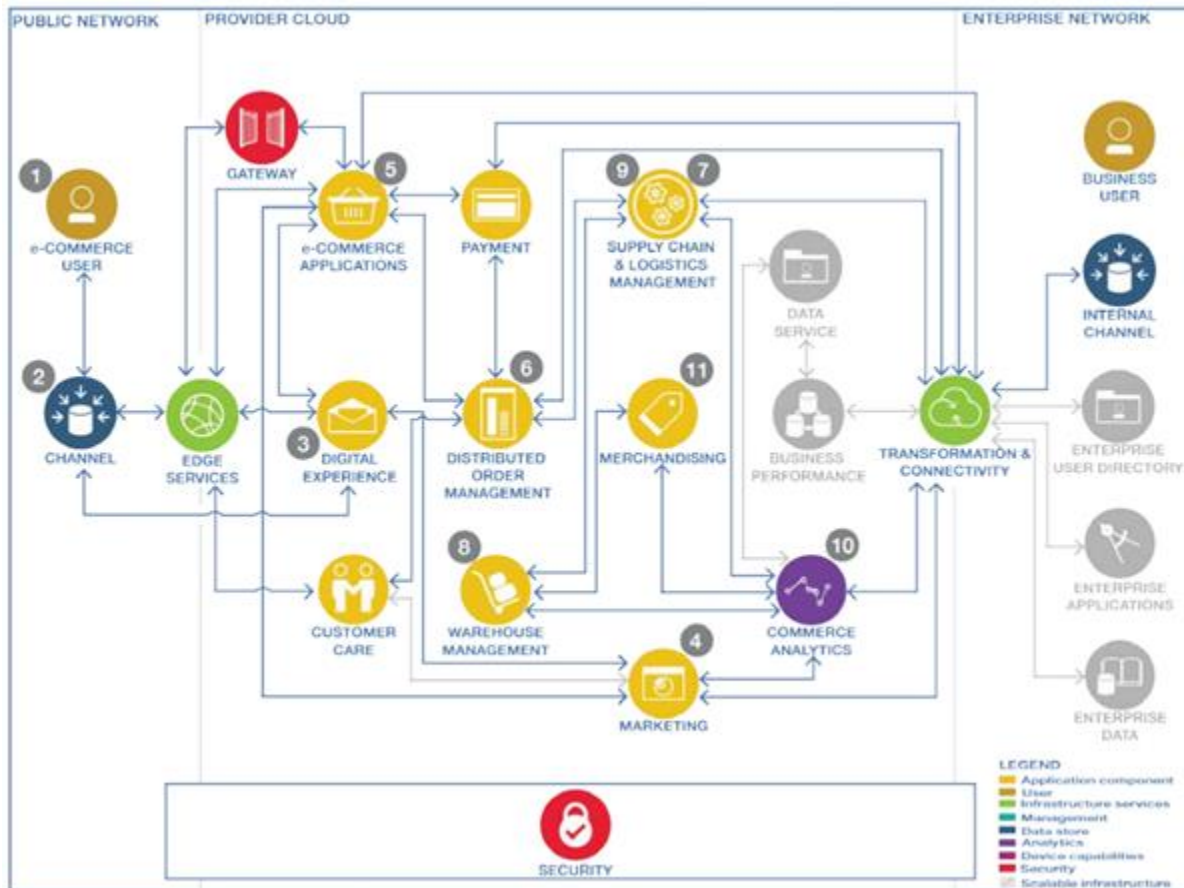 PUBLIC NETWORK
PROVIDER CLOUD
ENTERPRISE NETWORK
GATEWAY
1
e-COMMERCE
USER
5
e-COMMERCE
APPLICATIONS
PAYMENT
9
7
SUPPLY CHAIN
& LOGISTICS
MANAGEMENT
BUSINESS
USER
DATA
SERVICE
INTERNAL
CHANNEL
2
CHANNEL
EDGE
SERVICES
3
DIGITAL
EXPERIENCE
6
DISTRIBUTED
ORDER
MANAGEMENT
11
MERCHANDISING
BUSINESS
PERFORMANCE
TRANSFORMATION &
CONNECTIVITY
ENTERPRISE
USER DIRECTORY
CUSTOMER
CARE
8
WAREHOUSE
MANAGEMENT
10
COMMERCE
ANALYTICS
ENTERPRISE
APPLICATIONS
4
MARKETING
ENTERPRISE
DATA
SECURITY
LEGEND
Application component
User
Infrastructure services
Management
Data store
Analytics
Device capabilities
Security
Scalable infrastructure